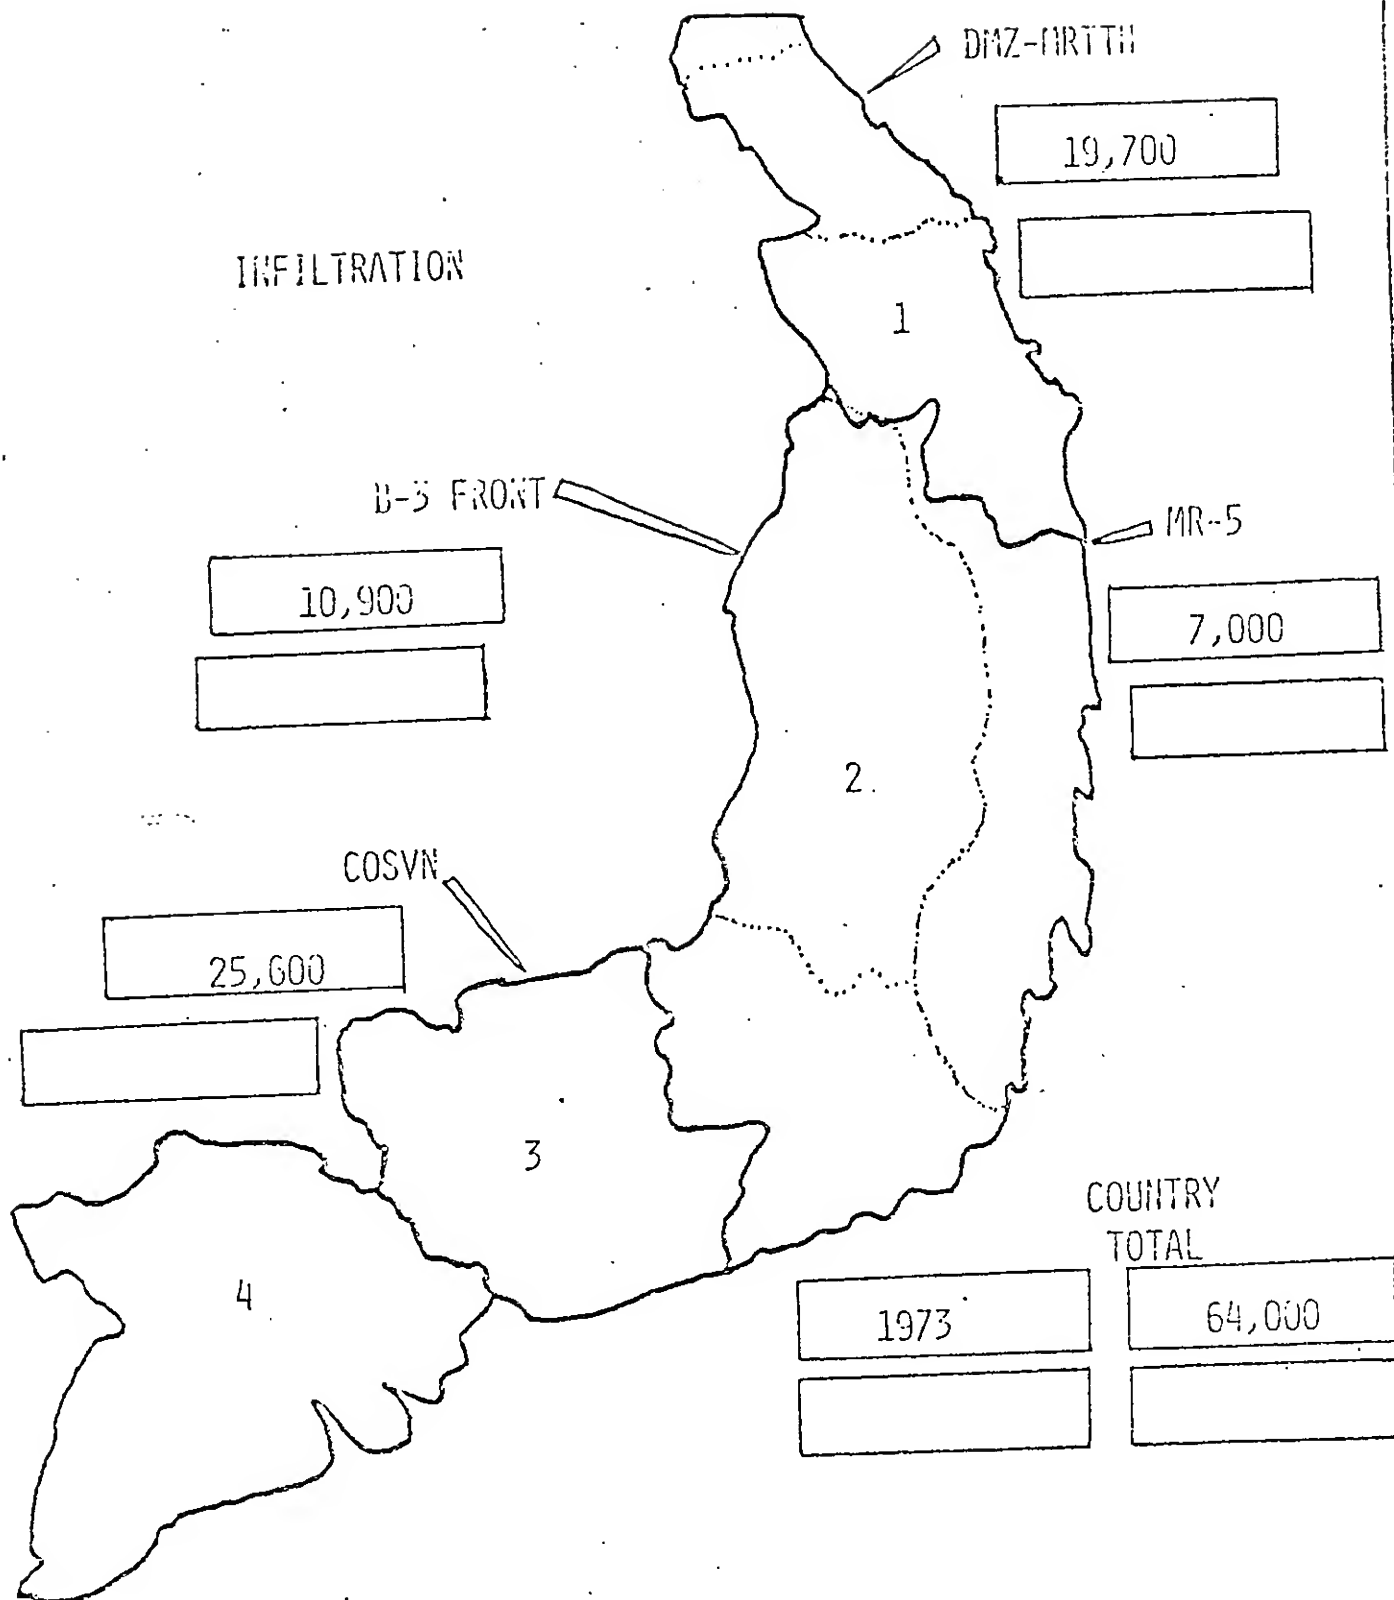 DMZ-MRTTH
19,700
INFILTRATION
1
B-3 FRONT
MR-5
10,900
7,000
2
COSVN
25,600
3
COUNTRY
TOTAL
4
1973
64,000